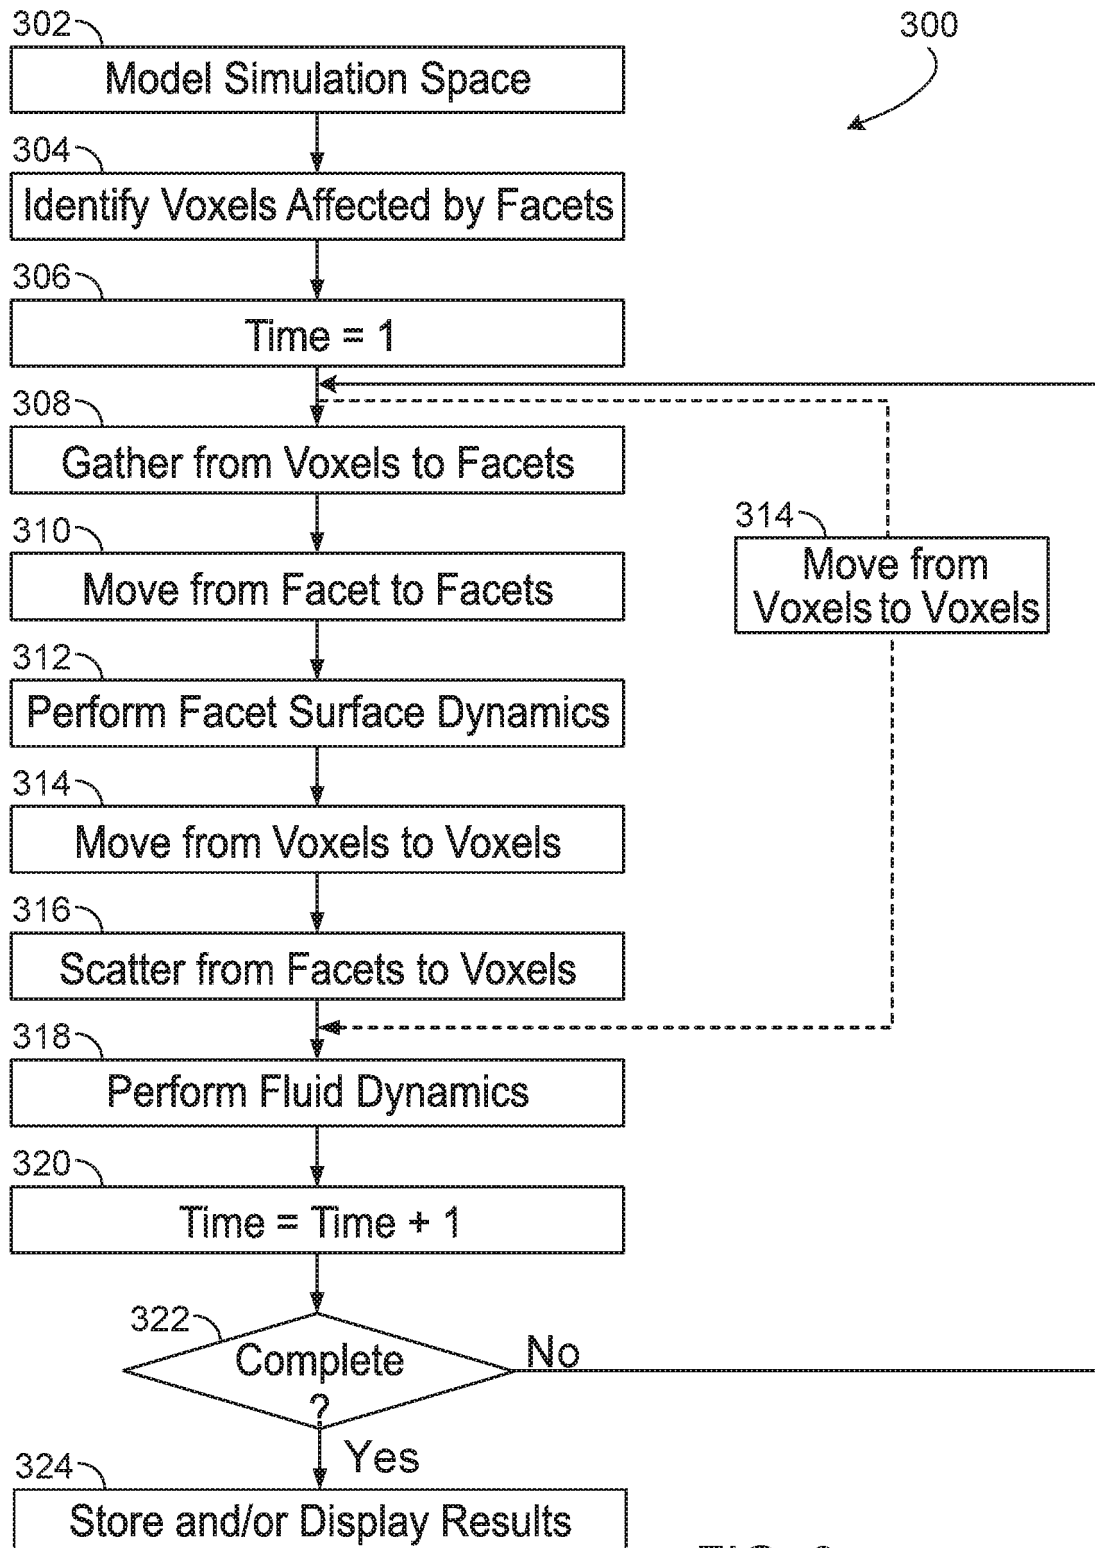 302
300
Model Simulation Space
304
Identify Voxels Affected by Facets
306
Time = 1
308
Gather from Voxels to Facets
310
Move from Facet to Facets
314
Move from
Voxels to Voxels
312
Perform Facet Surface Dynamics
314
Move from Voxels to Voxels
316
Scatter from Facets to Voxels
318
Perform Fluid Dynamics
320
Time = Time + 1
322
Complete
?
No
Yes
324
Store and/or Display Results